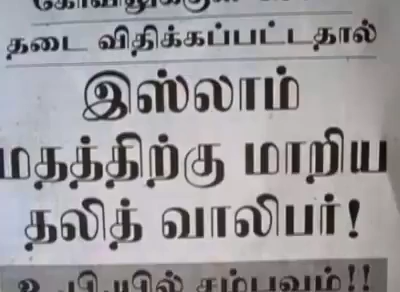 கோவிலுக்குள்
தடை விதிக்கப்பட்டதால்
இஸ்லாம்
மதத்திற்கு மாறிய
தலித் வாலிபர்!
உ.பி.யில் சம்பவம்!!